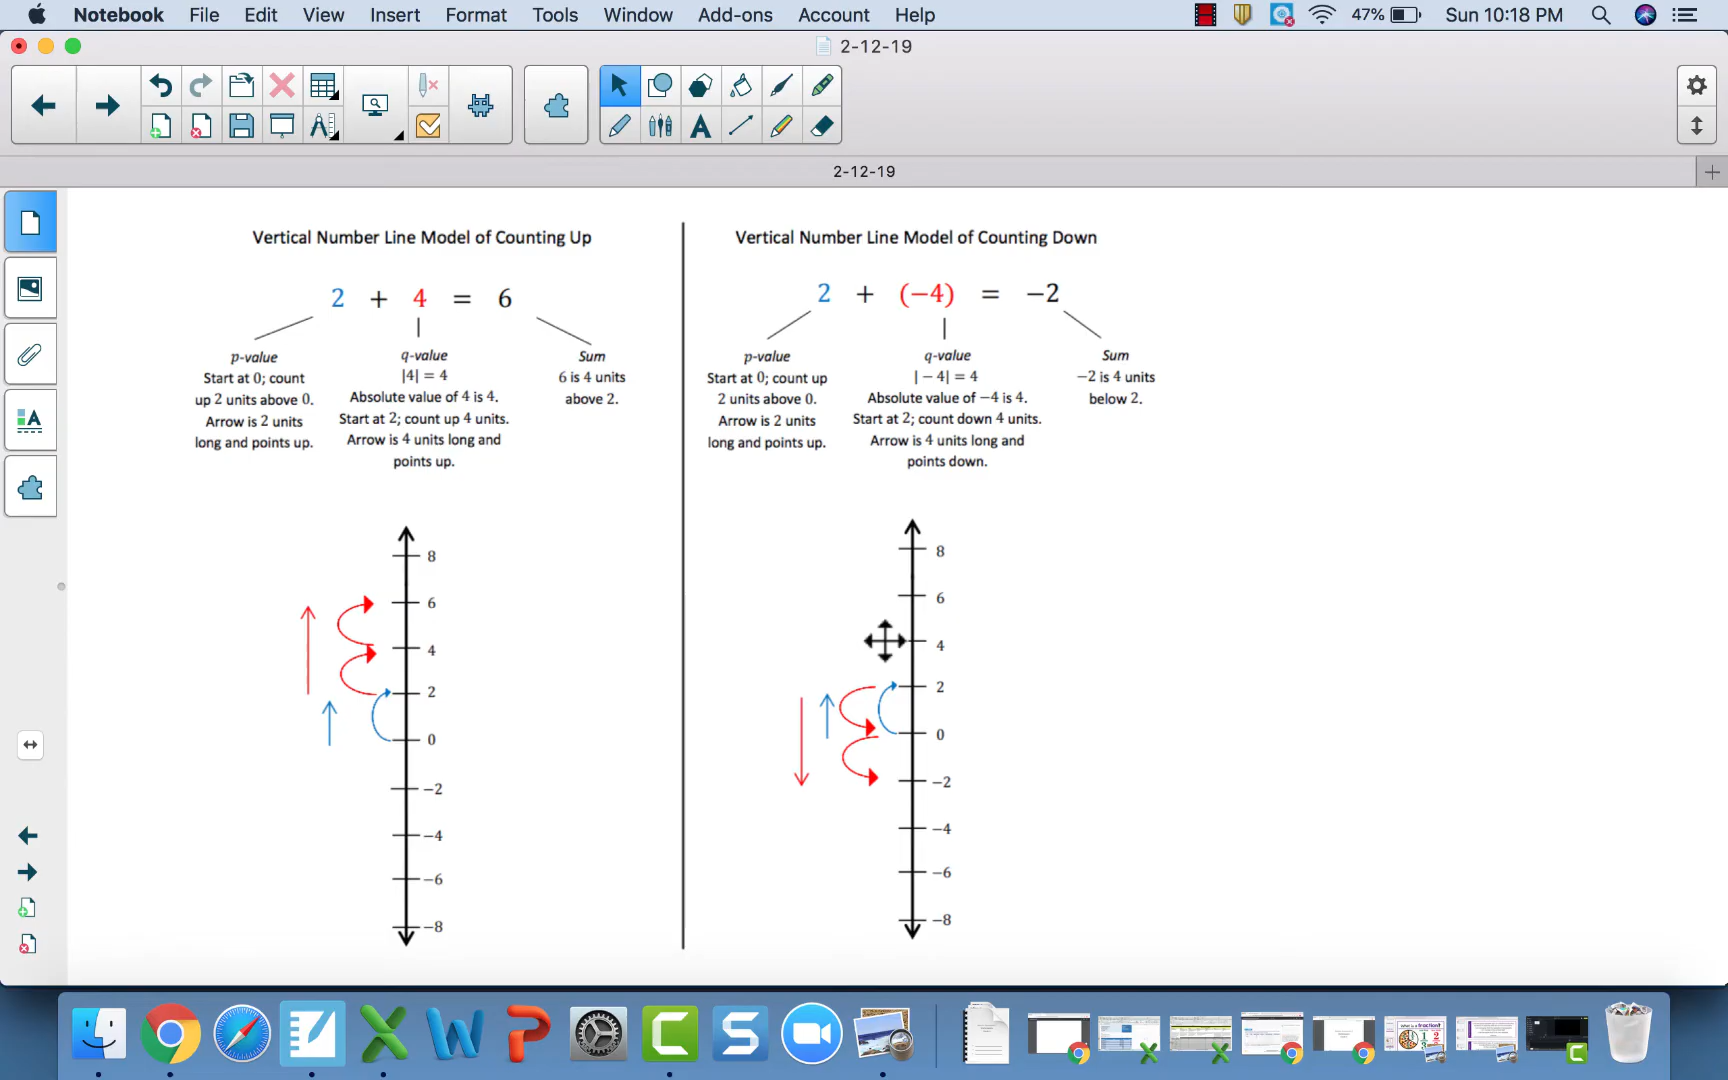 Notebook File Edit View Insert Format Tools Window Add-ons Account Help 47% Sun 10:18 PM
2-12-19
2-12-19
Vertical Number Line Model of Counting Up
2 + 4 = 6
p-value
Start at 0; count
up 2 units above 0.
Arrow is 2 units
long and points up.
q-value
|4| = 4
Absolute value of 4 is 4.
Start at 2; count up 4 units.
Arrow is 4 units long and
points up.
Sum
6 is 4 units
above 2.
8
6
4
2
0
−2
−4
−6
−8
Vertical Number Line Model of Counting Down
2 + (−4) = −2
p-value
Start at 0; count up
2 units above 0.
Arrow is 2 units
long and points up.
q-value
| − 4| = 4
Absolute value of −4 is 4.
Start at 2; count down 4 units.
Arrow is 4 units long and
points down.
Sum
−2 is 4 units
below 2.
8
6
4
2
0
−2
−4
−6
−8